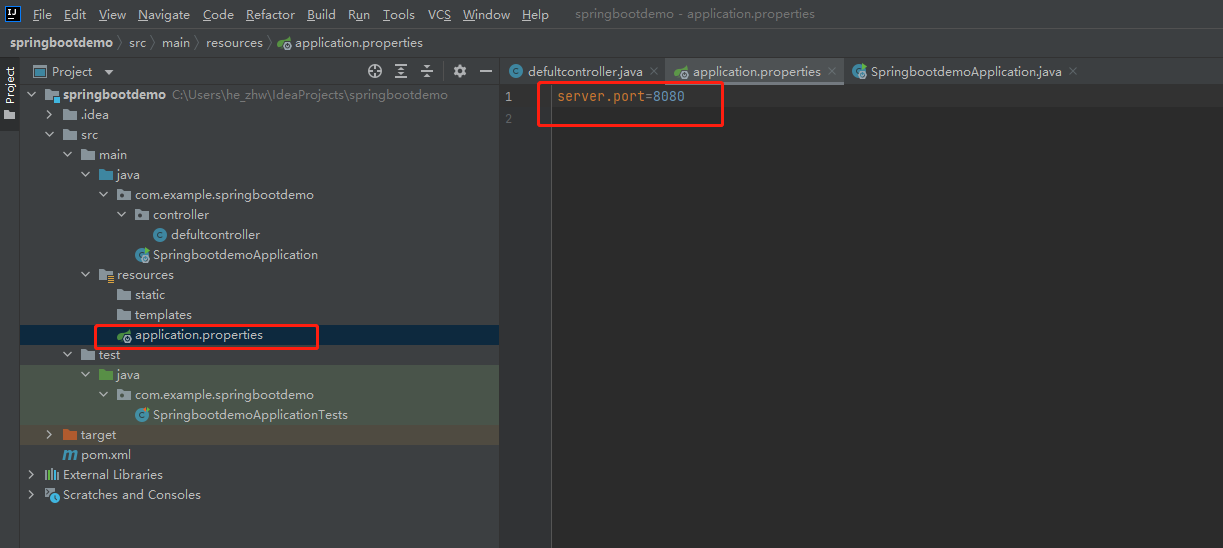 IJ File Edit View Navigate Code Refactor Build Run Tools VCS Window Help springbootdemo - application.properties
springbootdemo src main resources application.properties
Project
Project
defultcontroller.java application.properties SpringbootdemoApplication.java
springbootdemo C:\Users\he_zhw\IdeaProjects\springbootdemo
.idea
src
main
java
com.example.springbootdemo
controller
defultcontroller
SpringbootdemoApplication
resources
static
templates
application.properties
test
java
com.example.springbootdemo
SpringbootdemoApplicationTests
target
pom.xml
External Libraries
Scratches and Consoles
1 server.port=8080
2